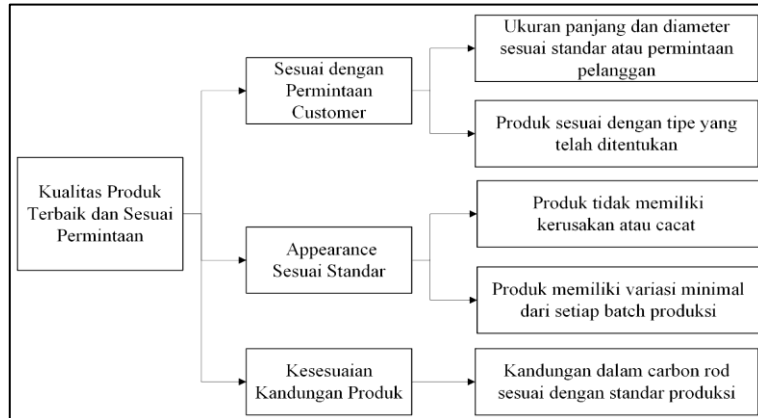 Kualitas Produk
Terbaik dan Sesuai
Permintaan
Sesuai dengan
Permintaan
Customer
Ukuran panjang dan diameter
sesuai standar atau permintaan
pelanggan
Produk sesuai dengan tipe yang
telah ditentukan
Appearance
Sesuai Standar
Produk tidak memiliki
kerusakan atau cacat
Produk memiliki variasi minimal
dari setiap batch produksi
Kesesuaian
Kandungan Produk
Kandungan dalam carbon rod
sesuai dengan standar produksi